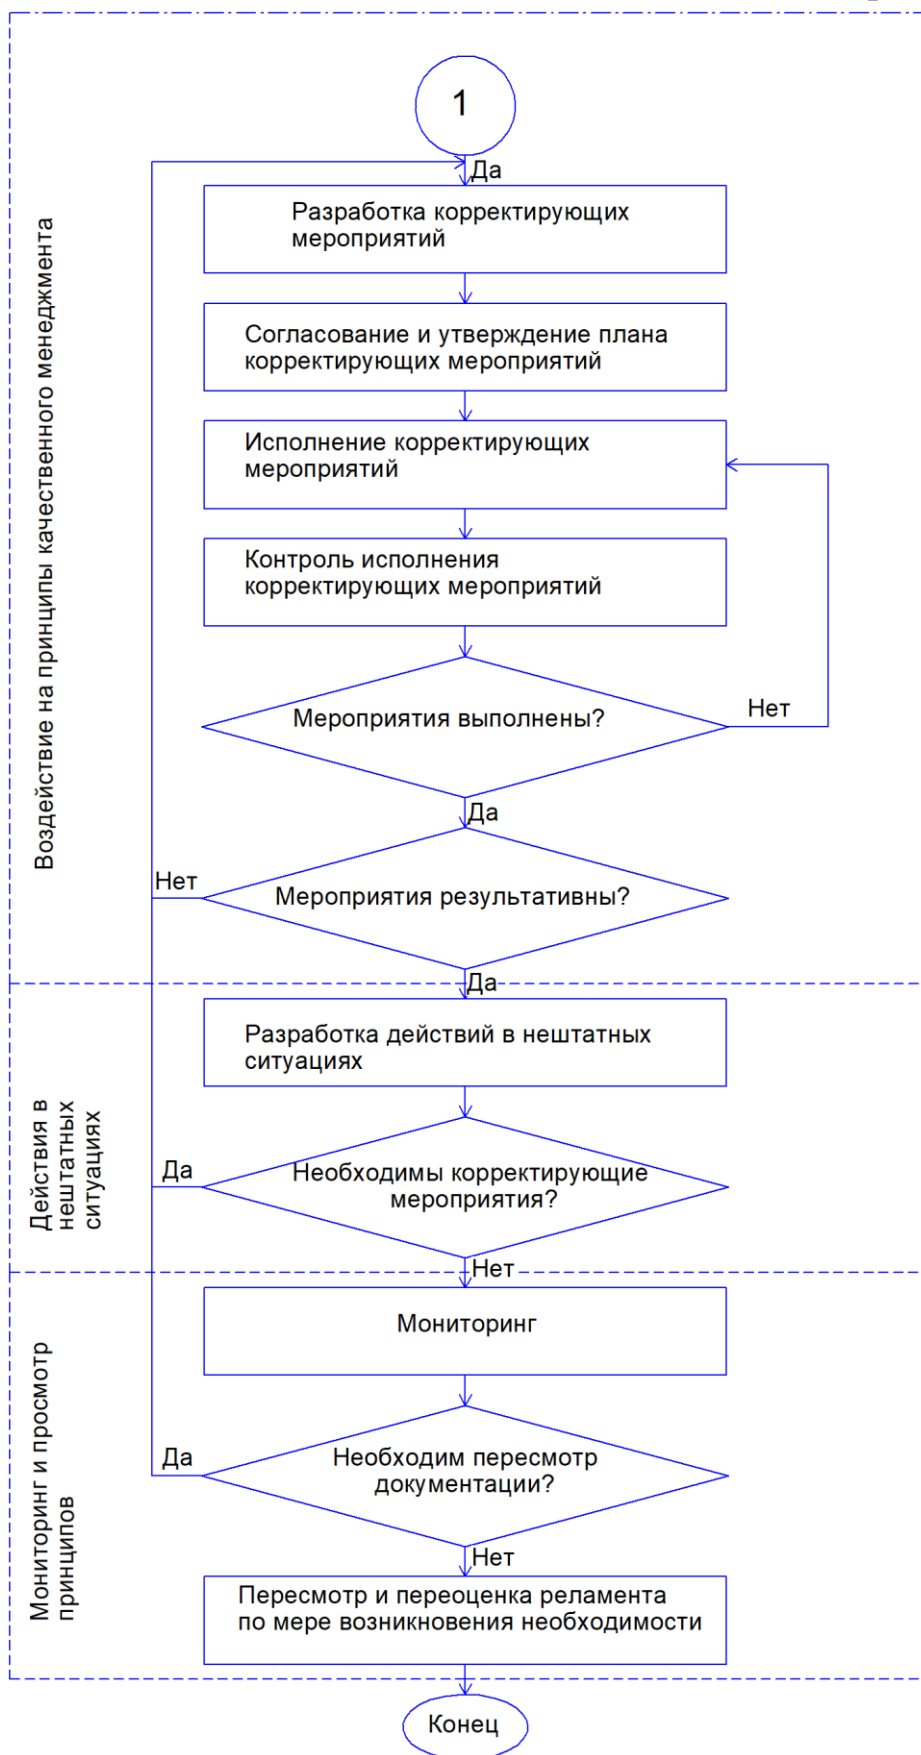 1
Да
Разработка корректирующих
мероприятий
Согласование и утверждение плана
корректирующих мероприятий
Исполнение корректирующих
мероприятий
Контроль исполнения
корректирующих мероприятий
Мероприятия выполнены?
Нет
Да
Мероприятия результативны?
Нет
Да
Воздействие на принципы качественного менеджмента
Разработка действий в нештатных
ситуациях
Необходимы корректирующие
мероприятия?
Да
Нет
Действия в
нештатных
ситуациях
Мониторинг
Необходим пересмотр
документации?
Да
Нет
Пересмотр и переоценка реламента
по мере возникновения необходимости
Мониторинг и просмотр
принципов
Конец